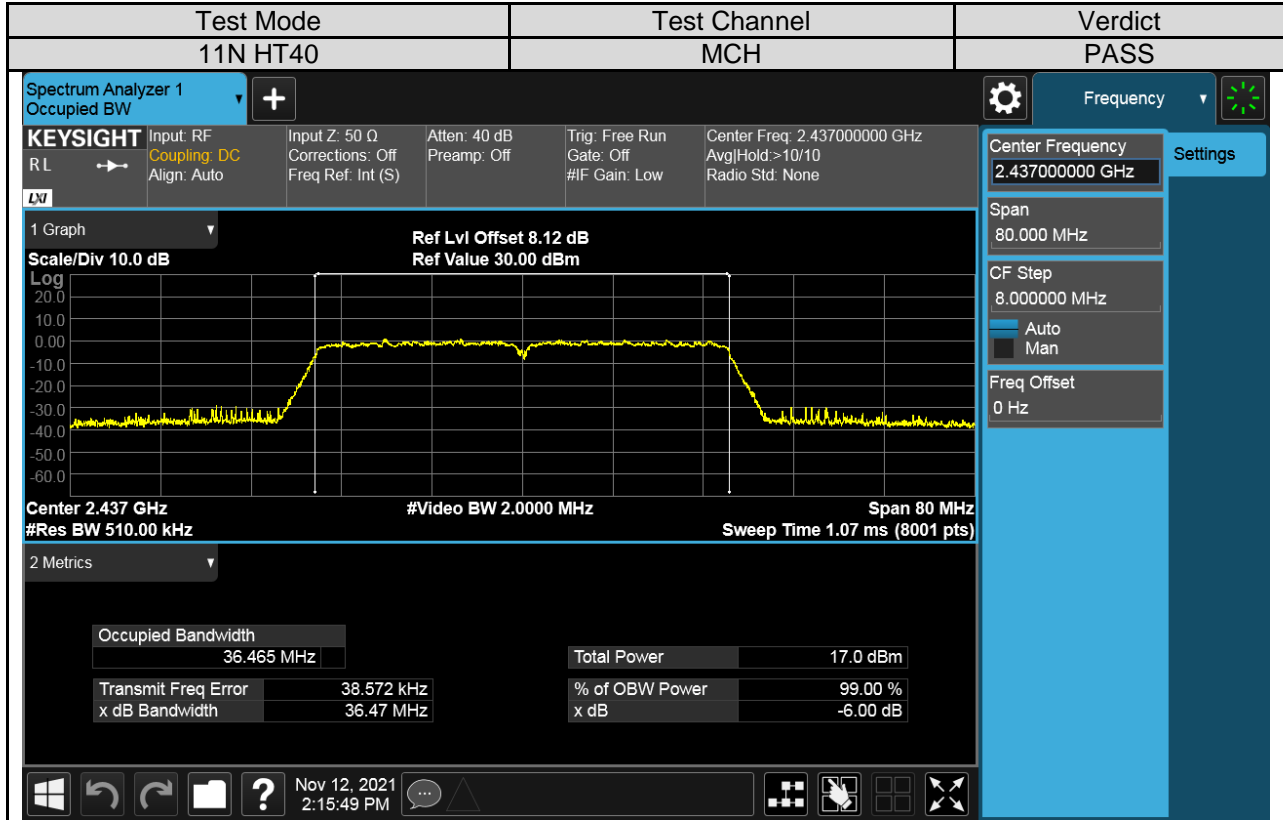 Test Mode Test Channel Verdict
11N HT40 MCH PASS
Spectrum Analyzer 1
Occupied BW
Frequency
KEYSIGHT
R L
LXI
Input: RF
Coupling: DC
Align: Auto
Input Z: 50 Ω
Corrections: Off
Freq Ref: Int (S)
Atten: 40 dB
Preamp: Off
Trig: Free Run
Gate: Off
#IF Gain: Low
Center Freq: 2.437000000 GHz
Avg|Hold:>10/10
Radio Std: None
Center Frequency
2.437000000 GHz
Settings
Span
80.000 MHz
CF Step
8.000000 MHz
Auto
Man
Freq Offset
0 Hz
1 Graph
Ref Lvl Offset 8.12 dB
Scale/Div 10.0 dB Ref Value 30.00 dBm
Log
20.0
10.0
0.00
-10.0
-20.0
-30.0
-40.0
-50.0
-60.0
Center 2.437 GHz #Video BW 2.0000 MHz Span 80 MHz
#Res BW 510.00 kHz Sweep Time 1.07 ms (8001 pts)
2 Metrics
Occupied Bandwidth
36.465 MHz
Total Power 17.0 dBm
Transmit Freq Error 38.572 kHz % of OBW Power 99.00 %
x dB Bandwidth 36.47 MHz x dB -6.00 dB
?
Nov 12, 2021
2:15:49 PM